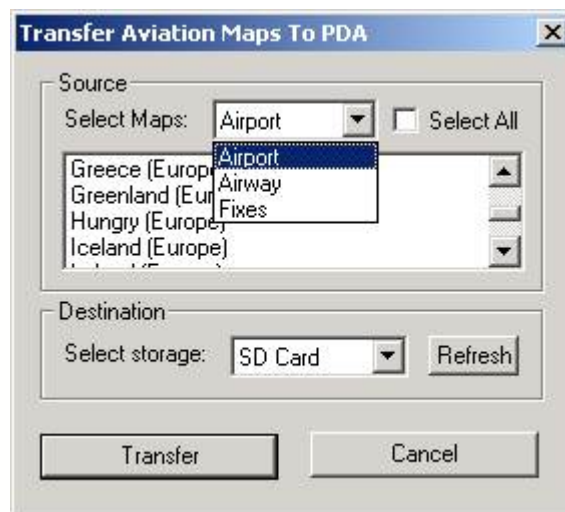 Transfer Aviation Maps To PDA
Source
Select Maps: Airport Select All
Airport
Airway
Fixes
Greece (Europ
Greenland (Eur
Hungry (Europe)
Iceland (Europe)
Destination
Select storage: SD Card Refresh
Transfer Cancel